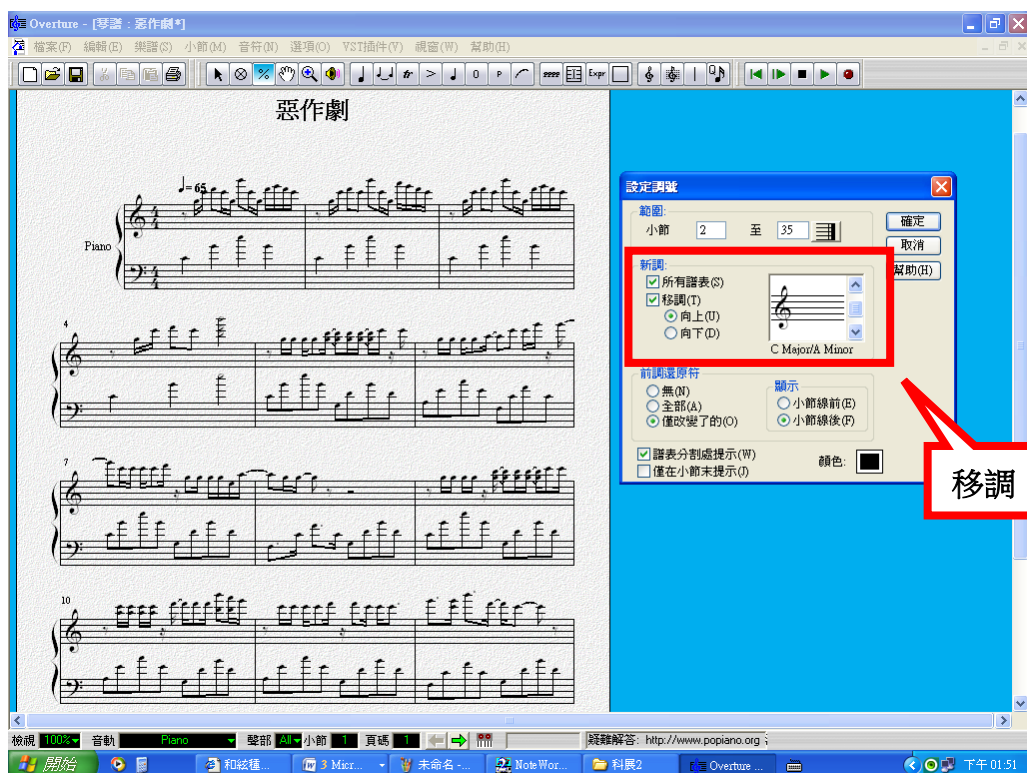 Overture - [琴譜 : 惡作劇*]
檔案(F) 編輯(E) 樂譜(S) 小節(M) 音符(N) 選項(O) VST插件(V) 視窗(W) 幫助(H)
Expr
惡作劇
♩=65
Piano
4
7
10
設定調號
範圍:
小節 2 至 35
確定
取消
幫助(H)
新調:
所有譜表(S)
移調(T)
向上(U)
向下(D)
C Major/A Minor
前調還原符
無(N)
全部(A)
僅改變了的(O)
顯示
小節線前(E)
小節線後(F)
譜表分割處提示(W)
僅在小節末提示(J)
顏色:
移調
檢視 100% 音軌 Piano 聲部 All 小節 1 頁碼 1 疑難解答: http://www.popiano.org ;
開始 和絃種... 3 Micr... 未命名 -... NoteWor... 科展2 Overture ... 下午 01:51